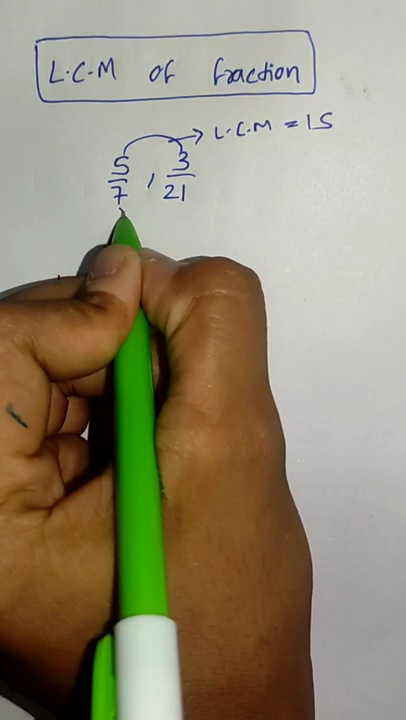 L.C.M of fraction
L.C.M = 15
5/7 , 3/21